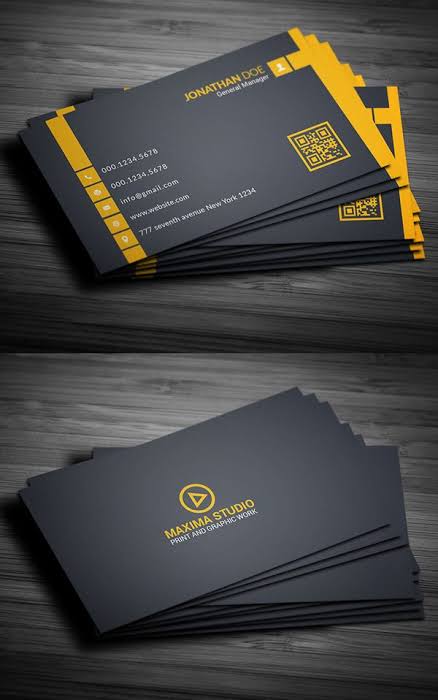 JONATHAN DOE
General Manager
000.1234.5678
000.1234.5678
info@gmail.com
www.website.com
777 seventh avenue New York 1234
MAXIMA STUDIO
PRINT AND GRAPHIC WORK